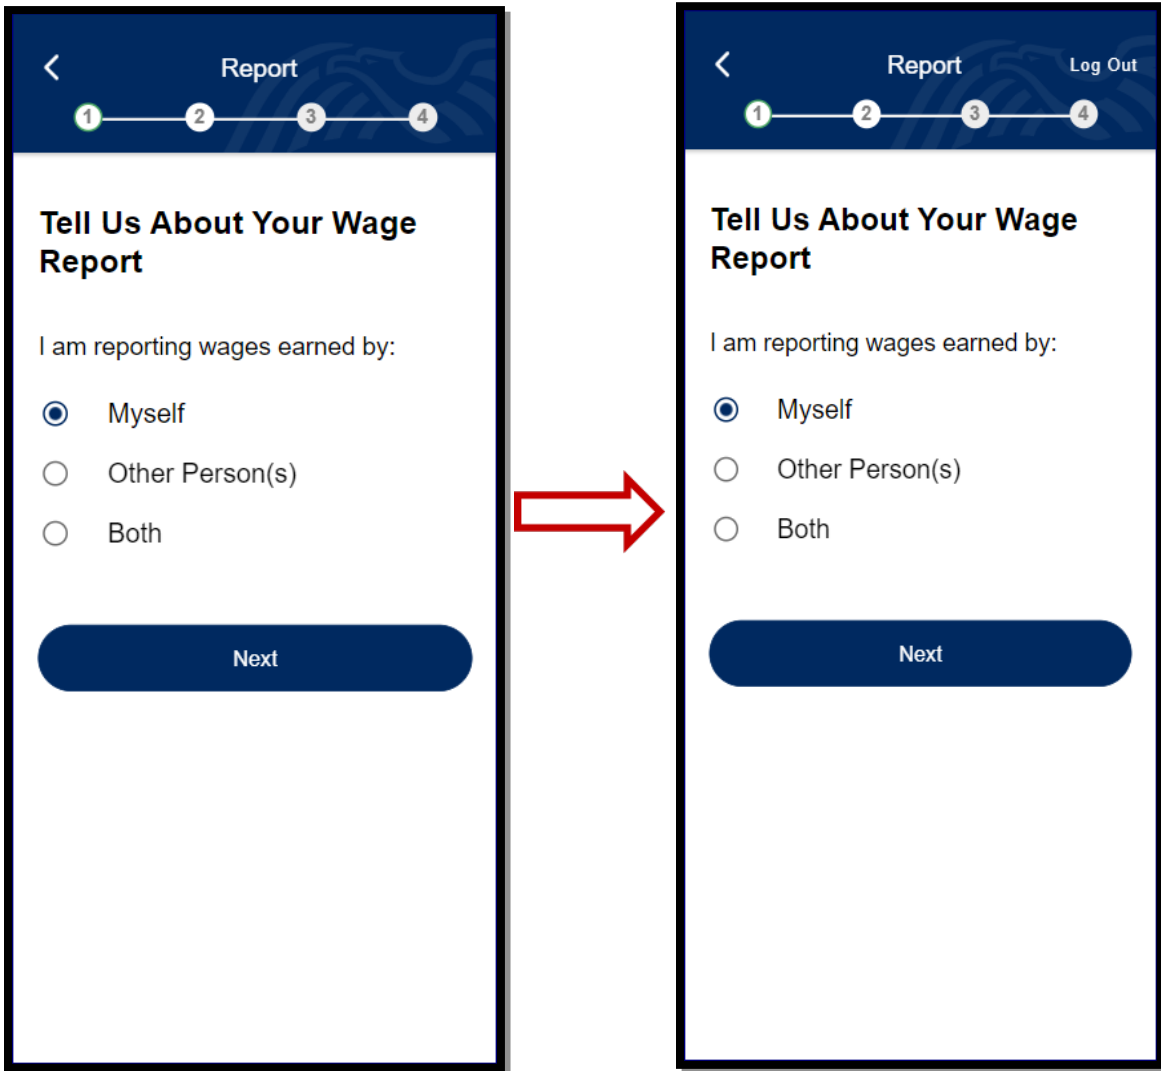 Report
1 2 3 4
Tell Us About Your Wage
Report
I am reporting wages earned by:
Myself
Other Person(s)
Both
Next
Report Log Out
1 2 3 4
Tell Us About Your Wage
Report
I am reporting wages earned by:
Myself
Other Person(s)
Both
Next